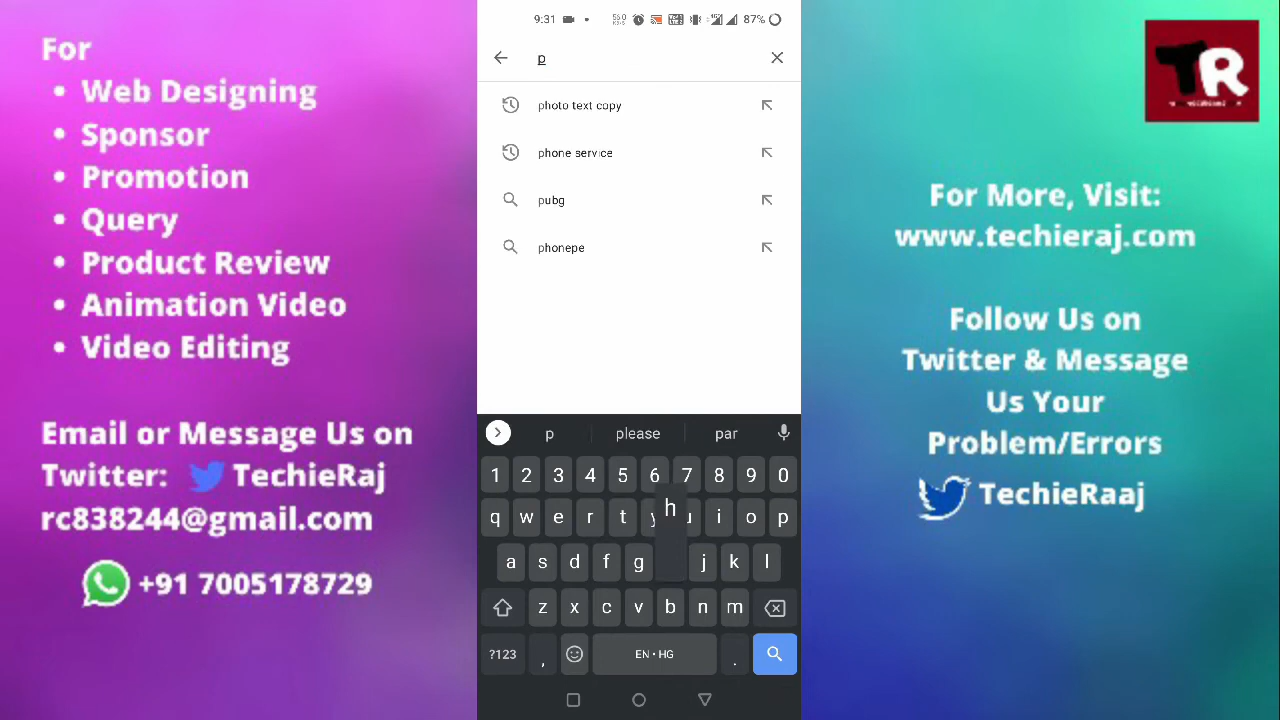 For
• Web Designing
• Sponsor
• Promotion
• Query
• Product Review
• Animation Video
• Video Editing
Email or Message Us on
Twitter: TechieRaj
rc838244@gmail.com
+91 7005178729
9:31
87%
p
photo text copy
phone service
pubg
phonepe
p please par
1 2 3 4 5 6 7 8 9 0
h
q w e r t y u i o p
a s d f g j k l
z x c v b n m
?123 , EN • HG .
TR
For More, Visit:
www.techieraj.com
Follow Us on
Twitter & Message
Us Your
Problem/Errors
TechieRaaj